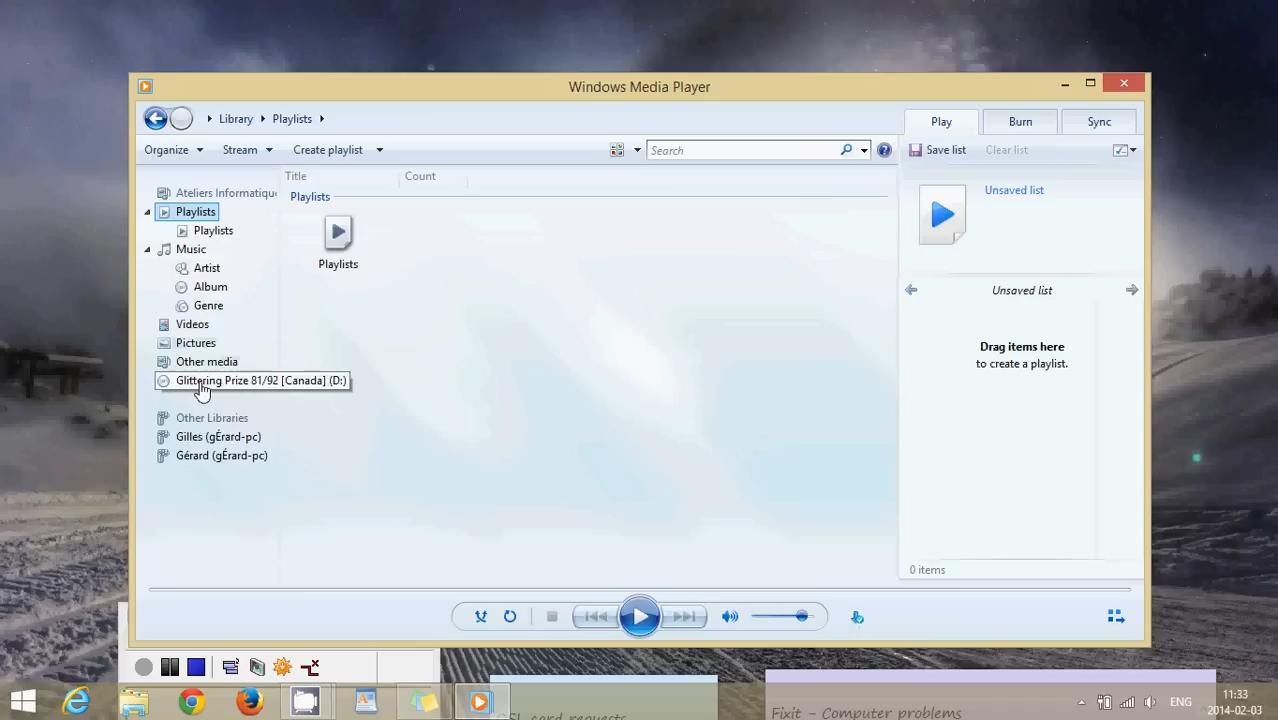 Windows Media Player
Library Playlists
Play Burn Sync
Organize Stream Create playlist Search
Save list Clear list
Title Count
Ateliers Informatique
Playlists
Playlists
Playlists
Playlists
Unsaved list
Music
Artist
Album
Genre
Videos
Pictures
Other media
Glittering Prize 81/92 [Canada] (D:)
Other Libraries
Gilles (gÉrard-pc)
Gérard (gÉrard-pc)
Unsaved list
Drag items here
to create a playlist.
0 items
card requests
Fixit - Computer problems
ENG
11:33
2014-02-03